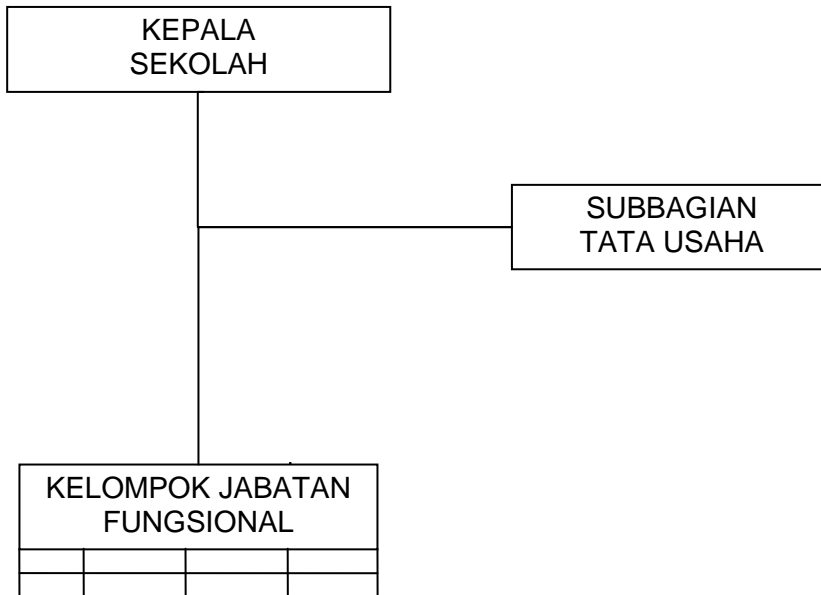 KEPALA
SEKOLAH
SUBBAGIAN
TATA USAHA
KELOMPOK JABATAN
FUNGSIONAL